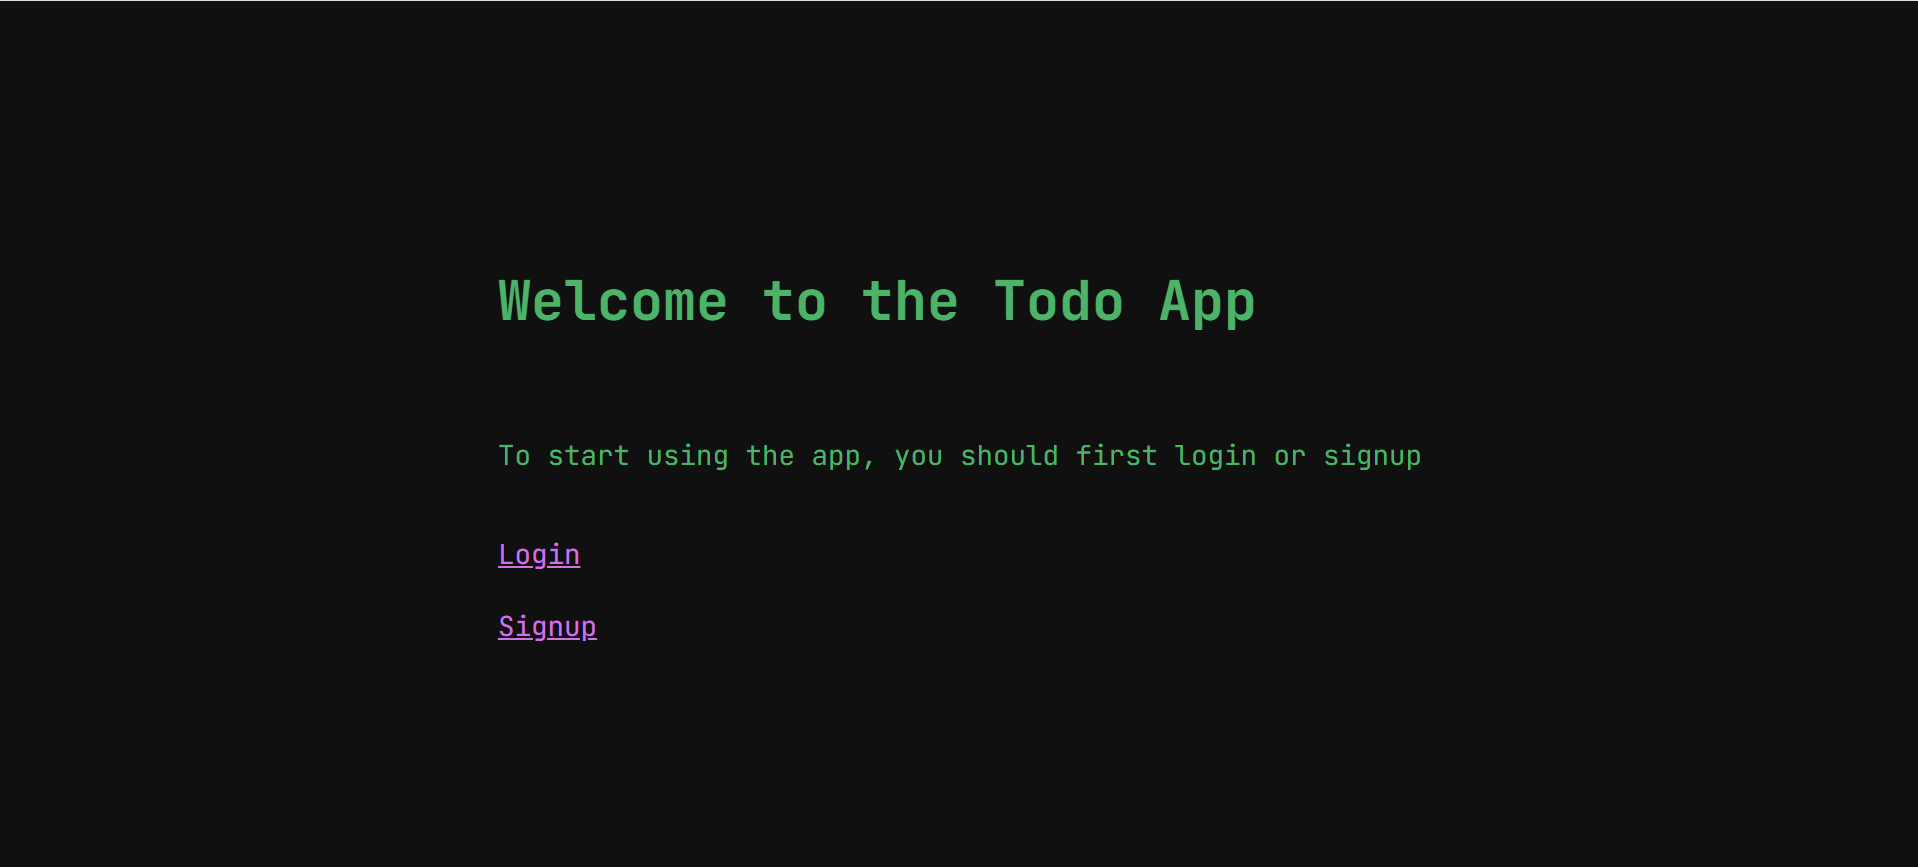 Welcome to the Todo App
To start using the app, you should first login or signup
Login
Signup